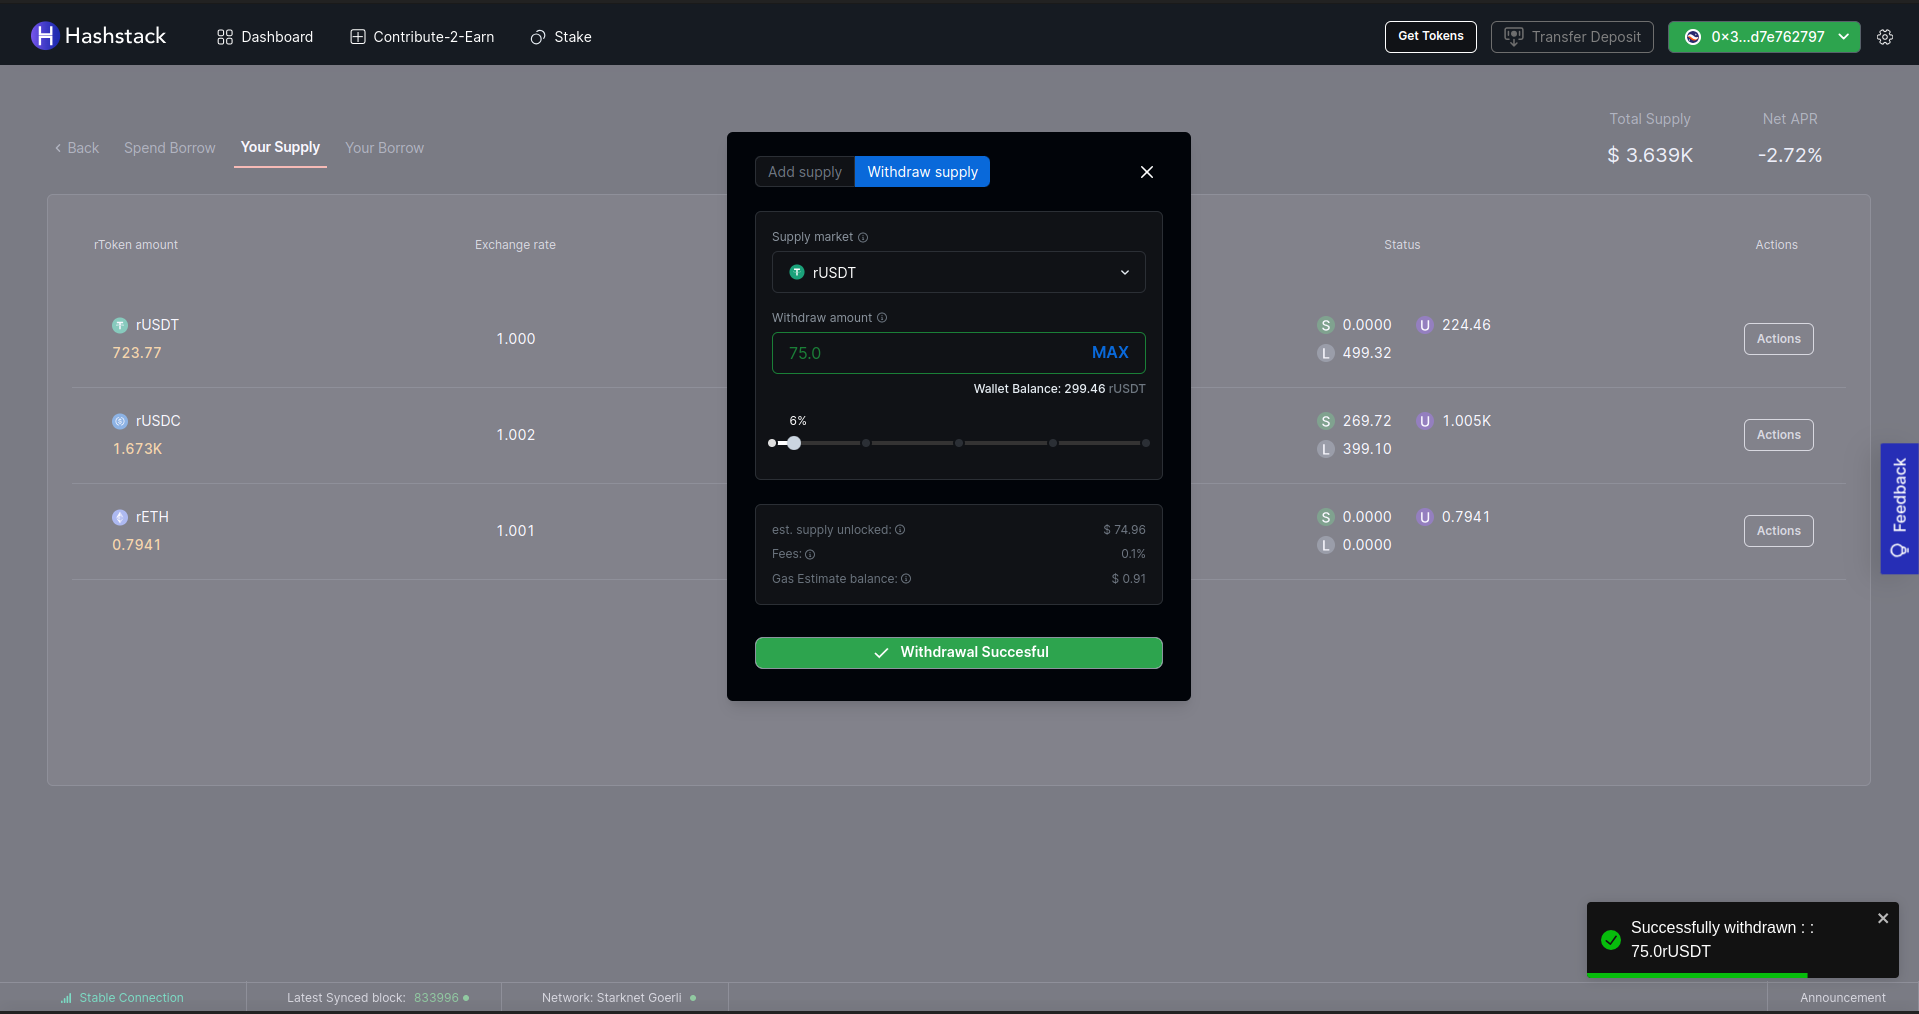 Hashstack
Dashboard
Contribute-2-Earn
Stake
Get Tokens
Transfer Deposit
0x3...d7e762797
Total Supply
Net APR
$ 3.639K
-2.72%
Back
Spend Borrow
Your Supply
Your Borrow
rToken amount
Exchange rate
Status
Actions
rUSDT
723.77
1.000
S 0.0000
U 224.46
L 499.32
Actions
rUSDC
1.673K
1.002
S 269.72
U 1.005K
L 399.10
Actions
rETH
0.7941
1.001
S 0.0000
U 0.7941
L 0.0000
Actions
Add supply
Withdraw supply
Supply market
rUSDT
Withdraw amount
75.0
MAX
Wallet Balance: 299.46 rUSDT
6%
est. supply unlocked:
$ 74.96
Fees:
0.1%
Gas Estimate balance:
$ 0.91
Withdrawal Succesful
Feedback
Successfully withdrawn : :
75.0rUSDT
Stable Connection
Latest Synced block: 833996
Network: Starknet Goerli
Announcement